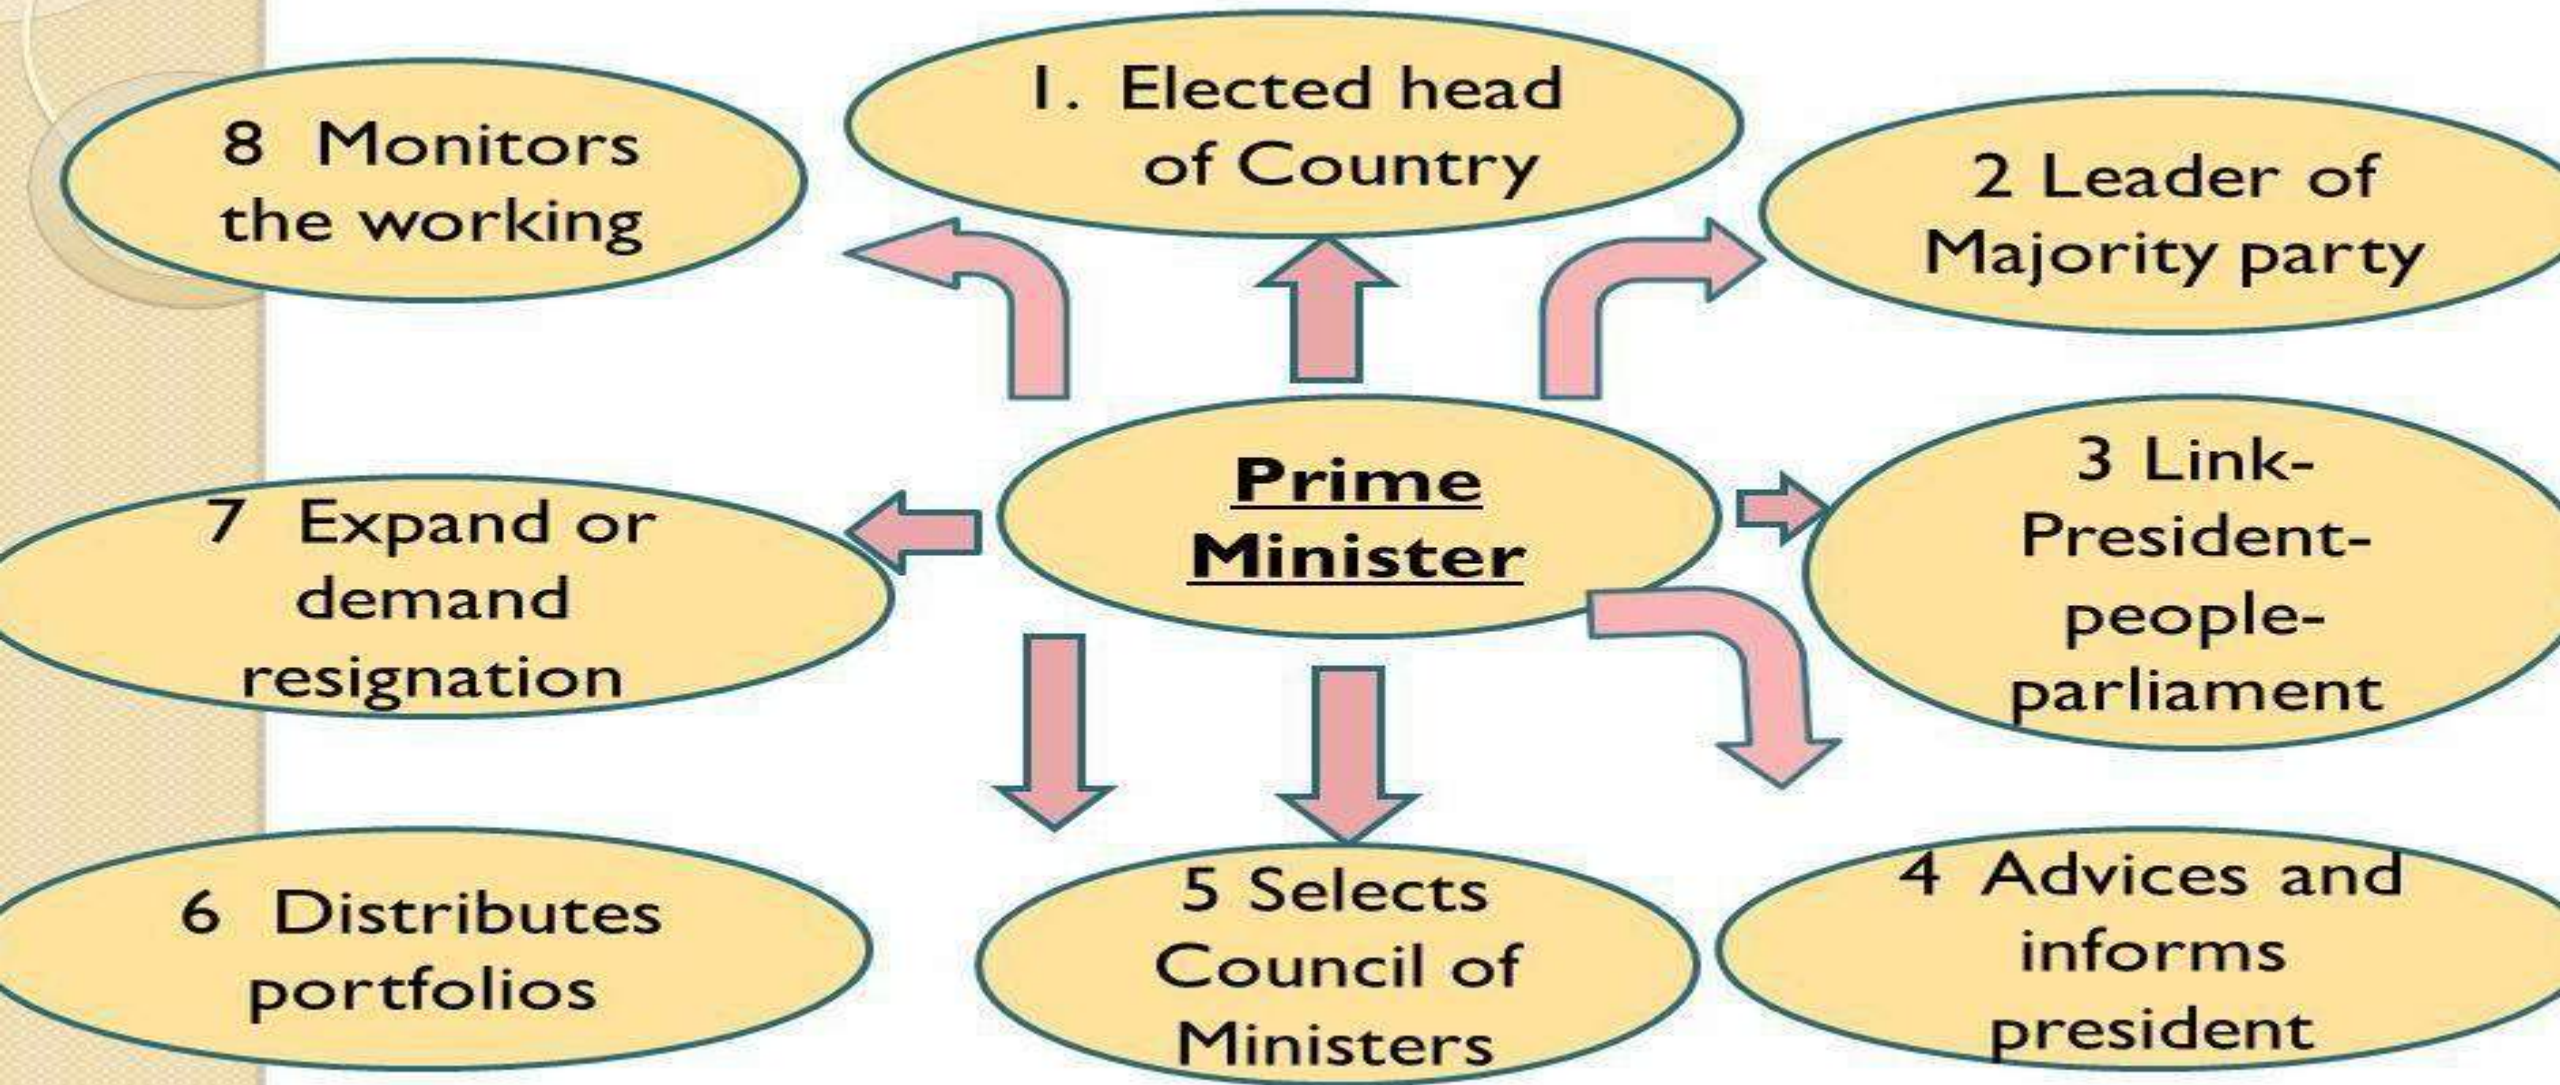 1. Elected head
of Country
2 Leader of
Majority party
3 Link-
President-
people-
parliament
4 Advices and
informs
president
5 Selects
Council of
Ministers
6 Distributes
portfolios
7 Expand or
demand
resignation
8 Monitors
the working
Prime
Minister